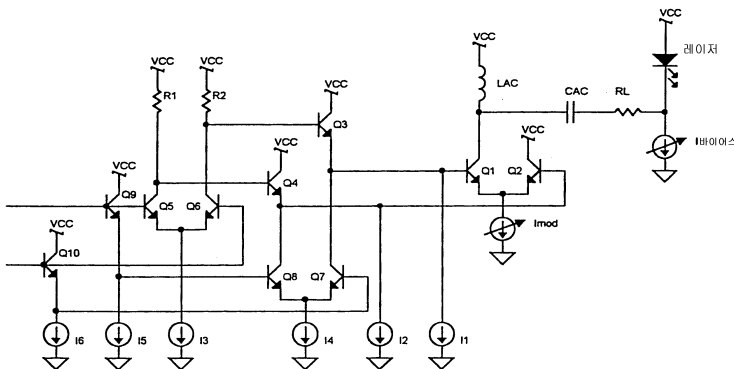 VCC
VCC
레이저
LAC
CAC
RL
VCC
VCC
R1
R2
VCC
Q3
VCC
I바이어스
VCC
Q1
Q2
VCC
Q4
Q9
Q5
Q6
Imod
VCC
Q10
Q8
Q7
I6
I5
I3
I4
I2
I1